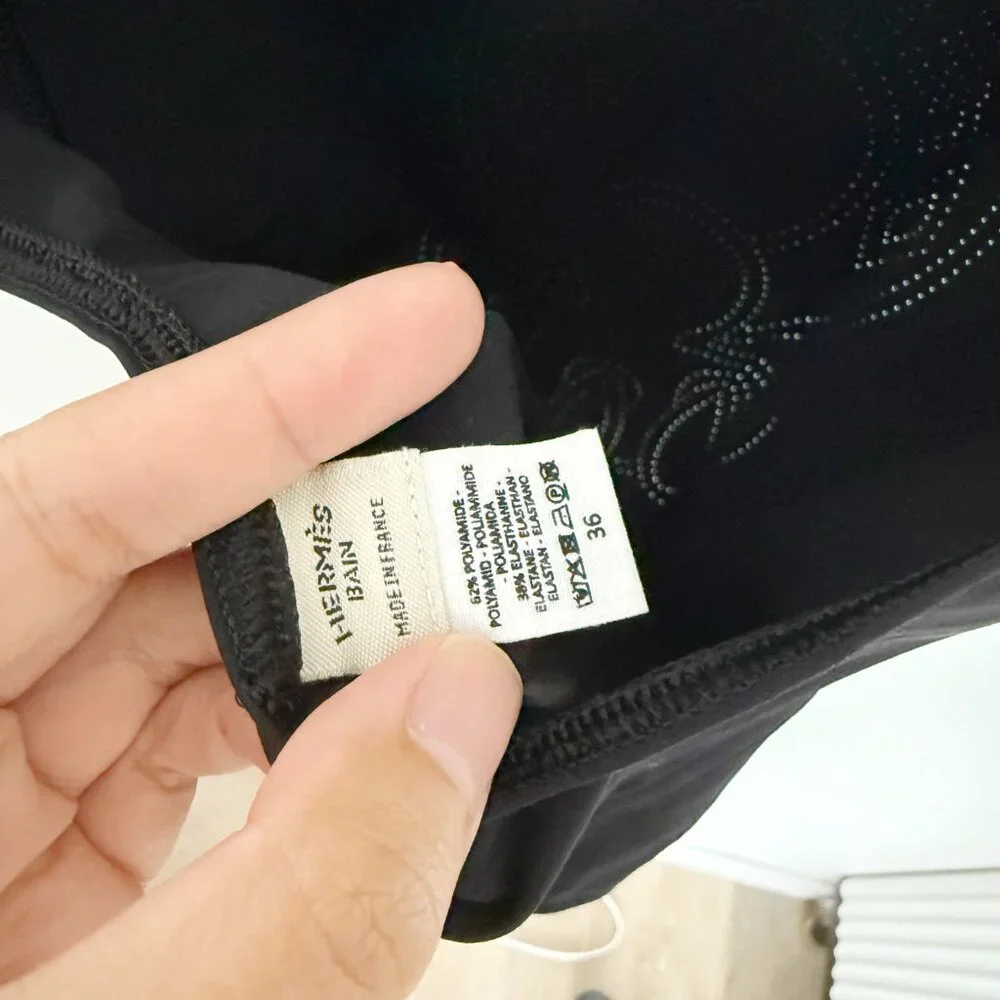 HERMÈS
BAIN
MADE IN FRANCE
62% POLYAMIDE -
POLYAMID - POLIAMMIDE
- POLIAMIDA
38% ELASTHANNE -
ELASTANE - ELASTHAN -
ELASTAN - ELASTANO
36